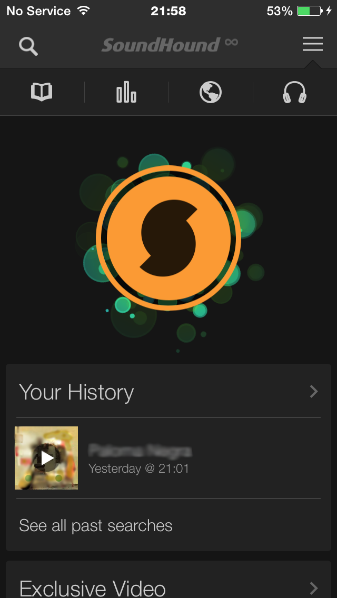 No Service 21:58 53%
SoundHound ∞
Your History
Yesterday @ 21:01
See all past searches
Exclusive Video